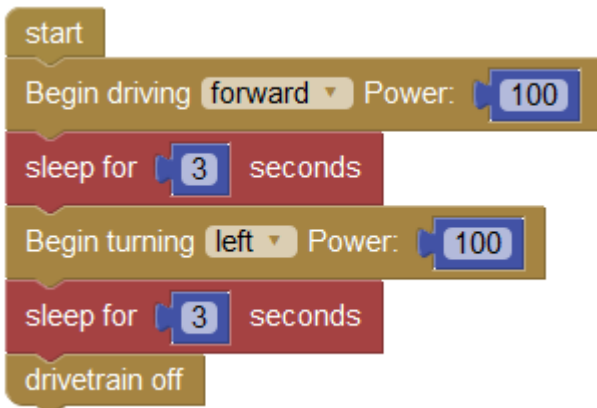 start
Begin driving forward Power: 100
sleep for 3 seconds
Begin turning left Power: 100
sleep for 3 seconds
drivetrain off